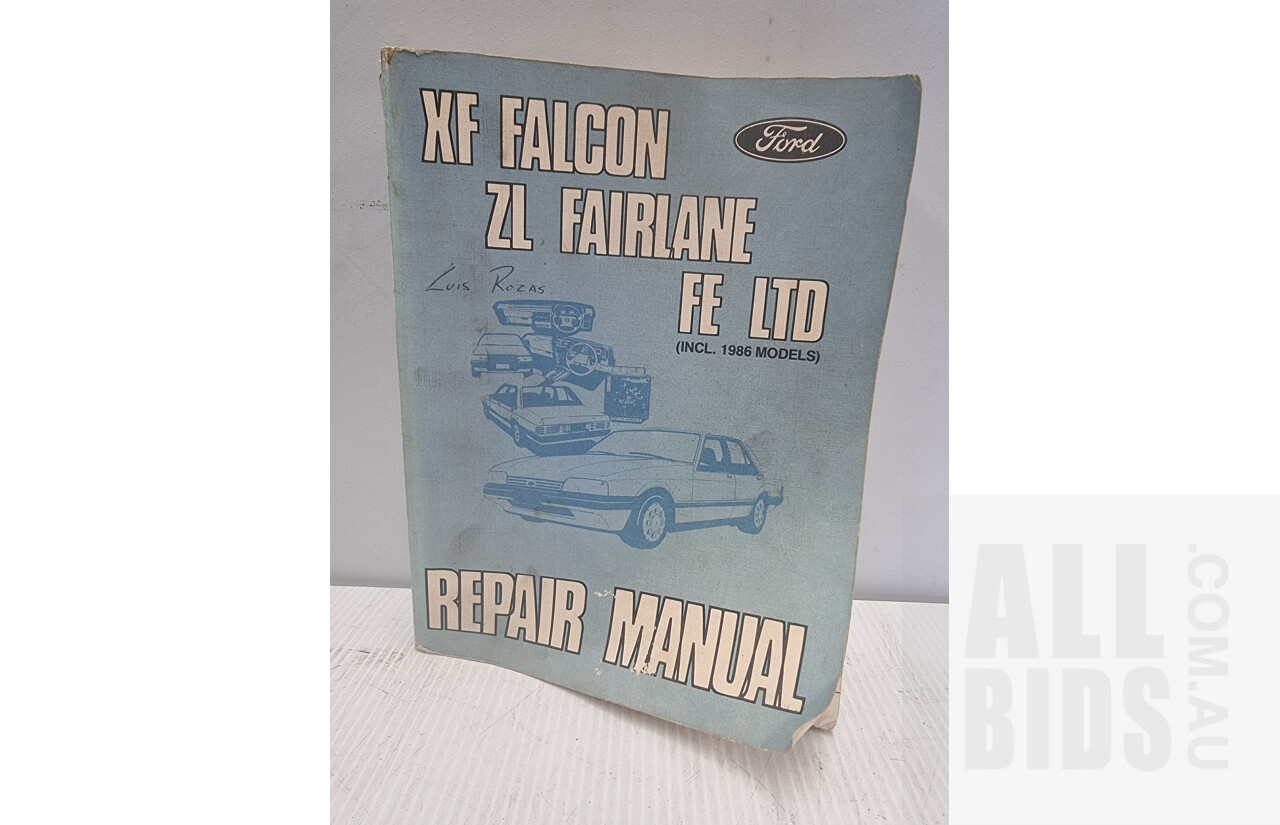 XF FALCON
Ford
ZL FAIRLANE
Luis Rozas
FE LTD
(INCL. 1986 MODELS)
REPAIR MANUAL
ALL
BIDS
.COM.AU